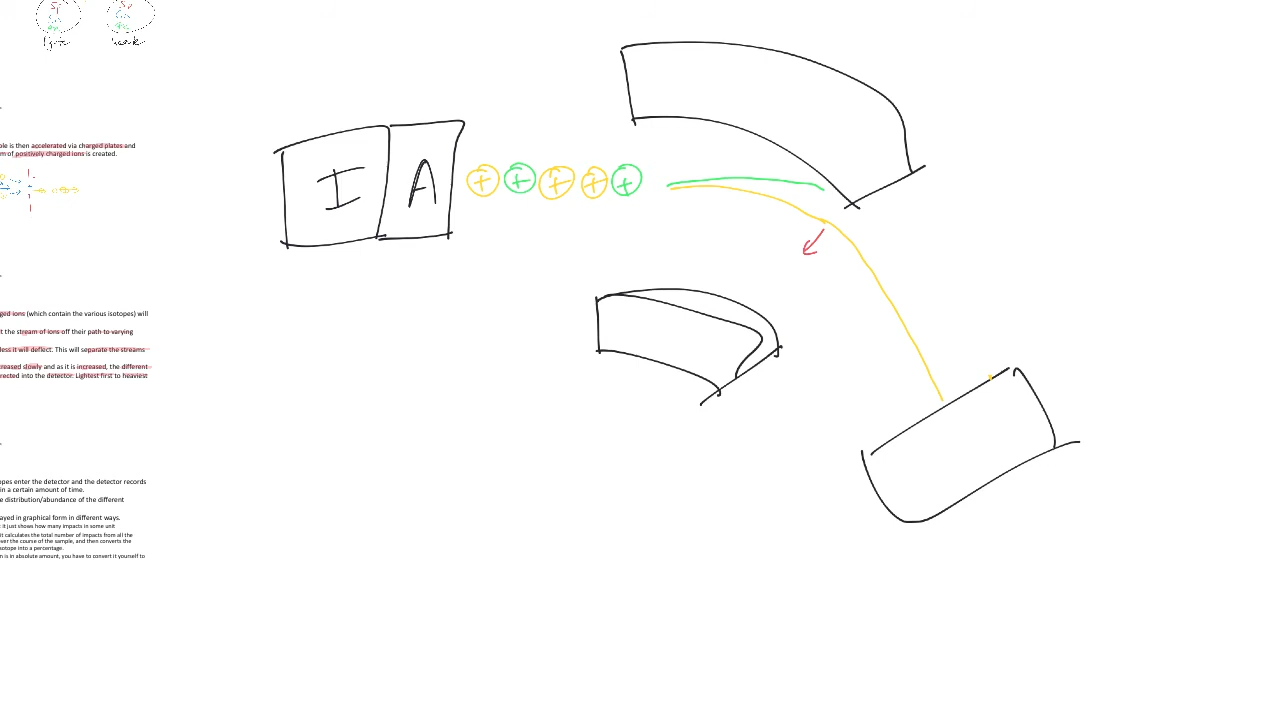 ole is then accelerated via charged plates and
m of positively charged ions is created.
I A + + + + +
ged ions (which contain the various isotopes) will
t the stream of ions off their path to varying
less it will deflect. This will separate the streams
creased slowly and as it is increased, the different
rected into the detector. Lightest first to heaviest
opes enter the detector and the detector records
in a certain amount of time.
e distribution/abundance of the different
ayed in graphical form in different ways.
it just shows how many impacts in some unit
it calculates the total number of impacts from all the
over the course of the sample, and then converts the
sotope into a percentage.
n is in absolute amount, you have to convert it yourself to